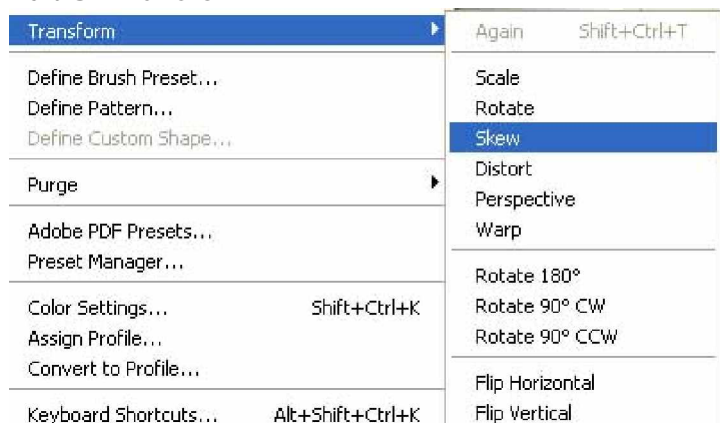 Transform
Define Brush Preset...
Define Pattern...
Define Custom Shape...
Purge
Adobe PDF Presets...
Preset Manager...
Color Settings... Shift+Ctrl+K
Assign Profile...
Convert to Profile...
Keyboard Shortcuts... Alt+Shift+Ctrl+K
Again Shift+Ctrl+T
Scale
Rotate
Skew
Distort
Perspective
Warp
Rotate 180°
Rotate 90° CW
Rotate 90° CCW
Flip Horizontal
Flip Vertical